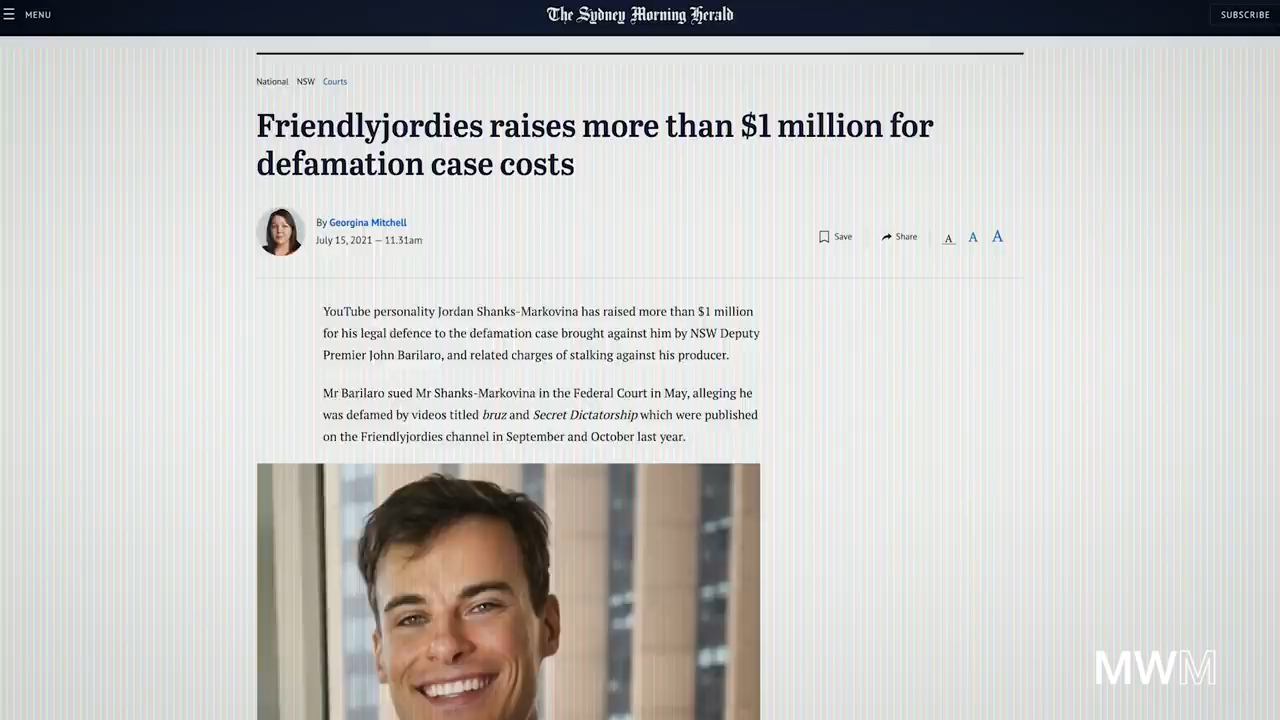 MENU
The Sydney Morning Herald
SUBSCRIBE
National NSW Courts
Friendlyjordies raises more than $1 million for
defamation case costs
By Georgina Mitchell
July 15, 2021 — 11.31am
Save
Share
A A A
YouTube personality Jordan Shanks-Markovina has raised more than $1 million
for his legal defence to the defamation case brought against him by NSW Deputy
Premier John Barilaro, and related charges of stalking against his producer.
Mr Barilaro sued Mr Shanks-Markovina in the Federal Court in May, alleging he
was defamed by videos titled bruz and Secret Dictatorship which were published
on the Friendlyjordies channel in September and October last year.
MWM